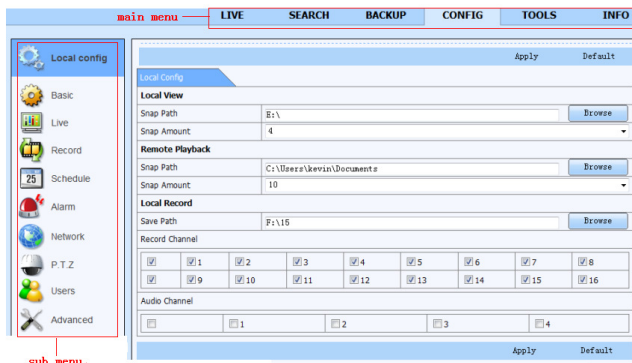 main menu LIVE SEARCH BACKUP CONFIG TOOLS INFO
Local config
Basic
Live
Record
25 Schedule
Alarm
Network
P.T.Z
Users
Advanced
sub menu
Apply Default
Local Config
Local View
Snap Path E:\ Browse
Snap Amount 4
Remote Playback
Snap Path C:\Users\kevin\Documents Browse
Snap Amount 10
Local Record
Save Path F:\15 Browse
Record Channel
1 2 3 4 5 6 7 8
9 10 11 12 13 14 15 16
Audio Channel
1 2 3 4
Apply Default